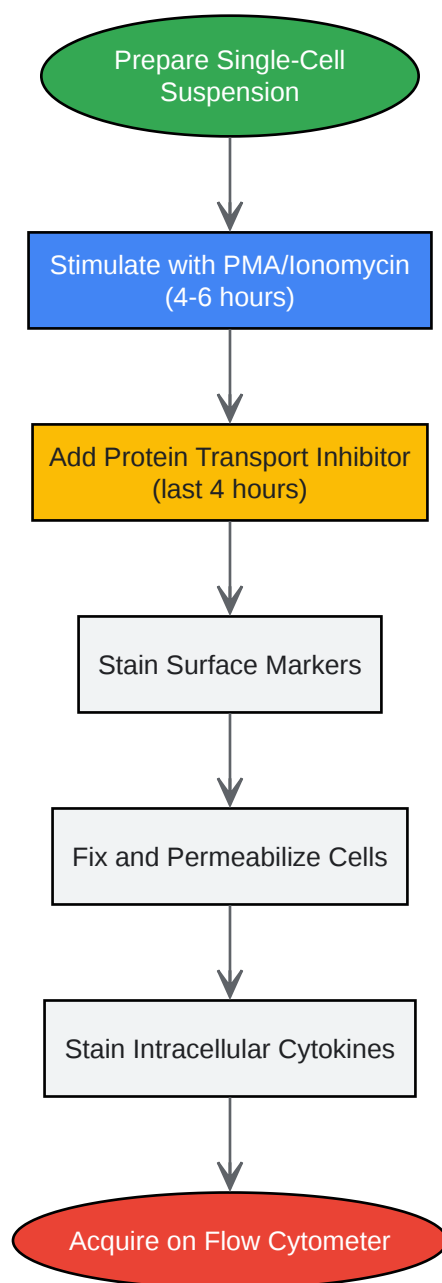 Prepare Single-Cell
Suspension
Stimulate with PMA/Ionomycin
(4-6 hours)
Add Protein Transport Inhibitor
(last 4 hours)
Stain Surface Markers
Fix and Permeabilize Cells
Stain Intracellular Cytokines
Acquire on Flow Cytometer